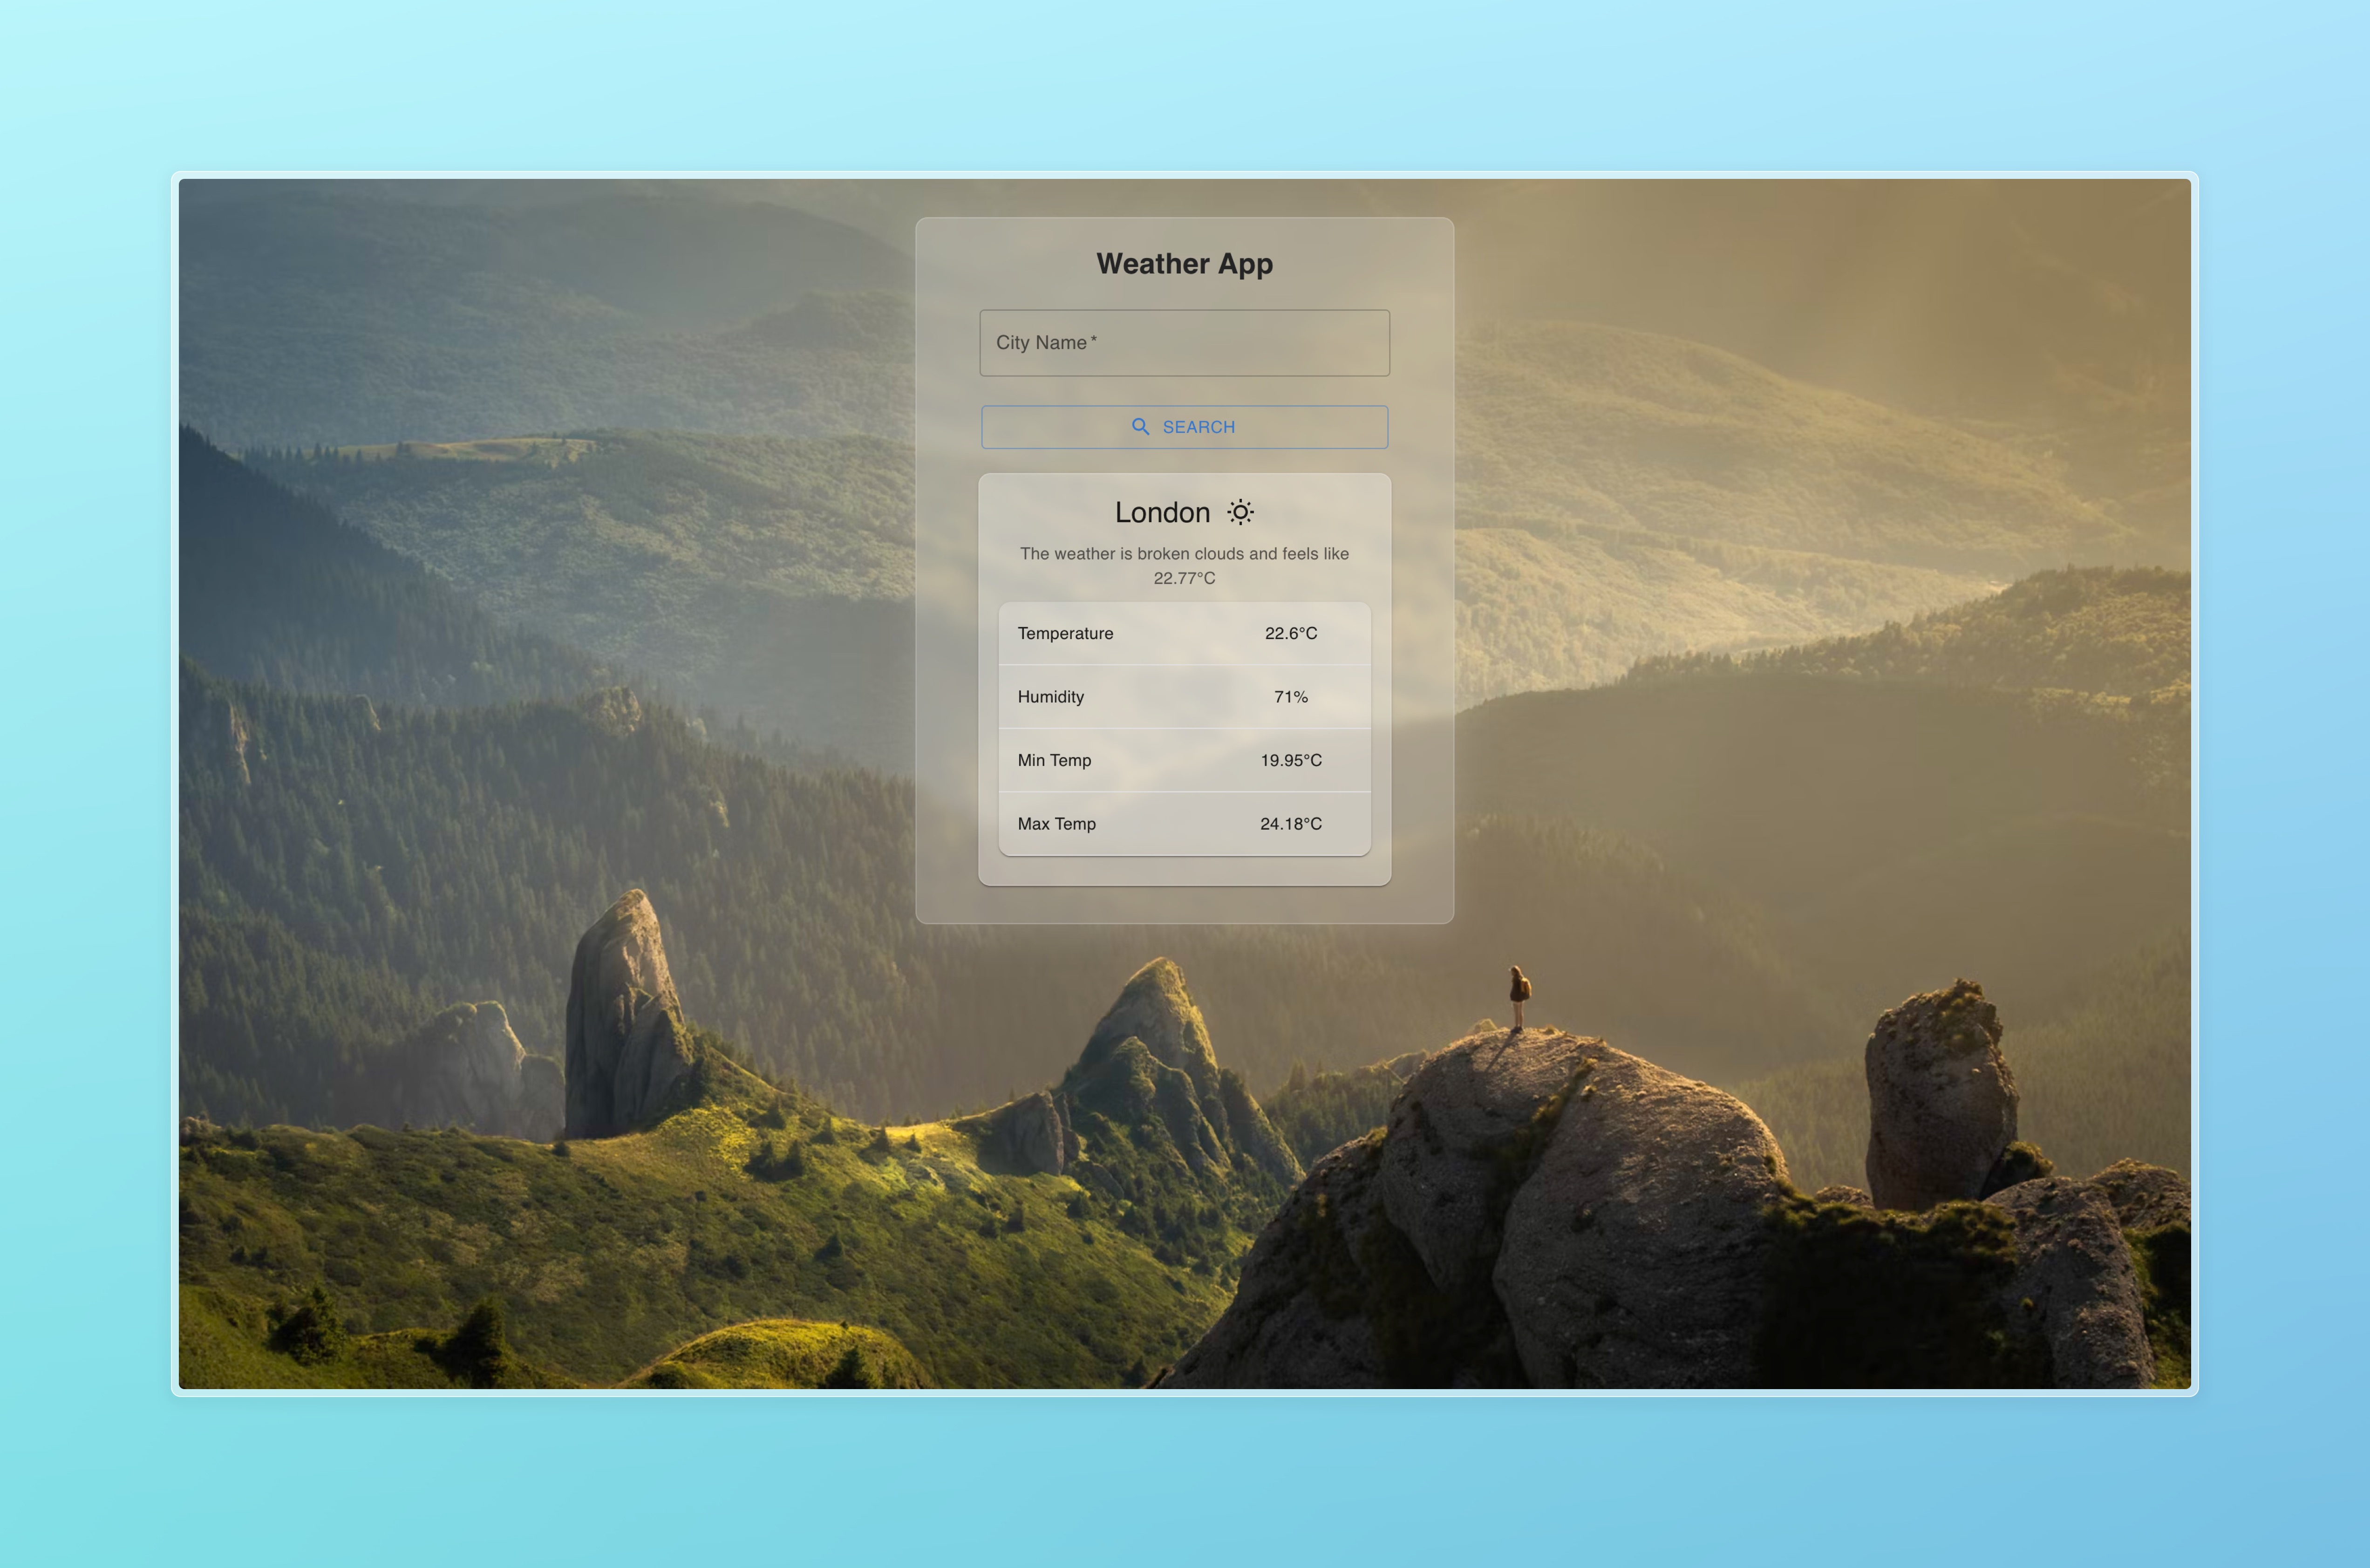 Weather App
City Name *
SEARCH
London
The weather is broken clouds and feels like
22.77°C
Temperature 22.6°C
Humidity 71%
Min Temp 19.95°C
Max Temp 24.18°C